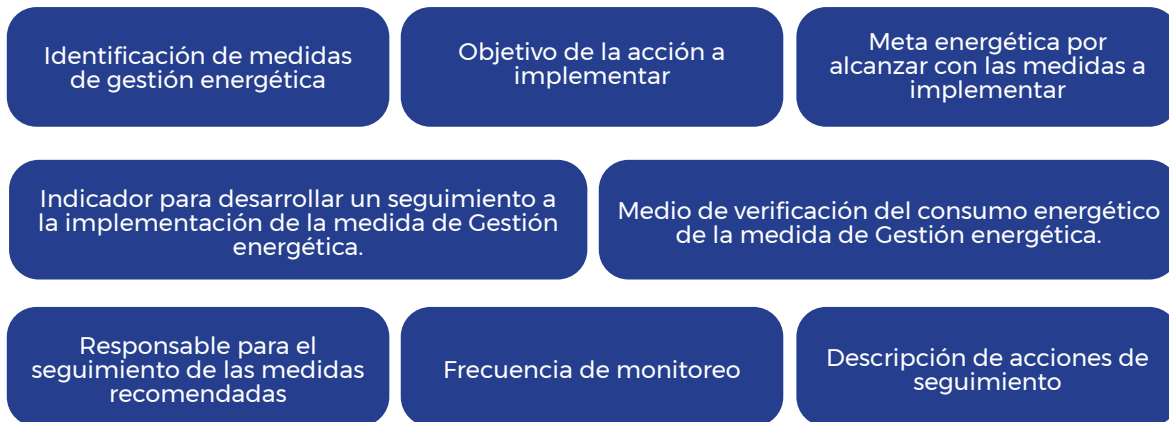 Identificación de medidas
de gestión energética
Objetivo de la acción a
implementar
Meta energética por
alcanzar con las medidas a
implementar
Indicador para desarrollar un seguimiento a
la implementación de la medida de Gestión
energética.
Medio de verificación del consumo energético
de la medida de Gestión energética.
Responsable para el
seguimiento de las medidas
recomendadas
Frecuencia de monitoreo
Descripción de acciones de
seguimiento